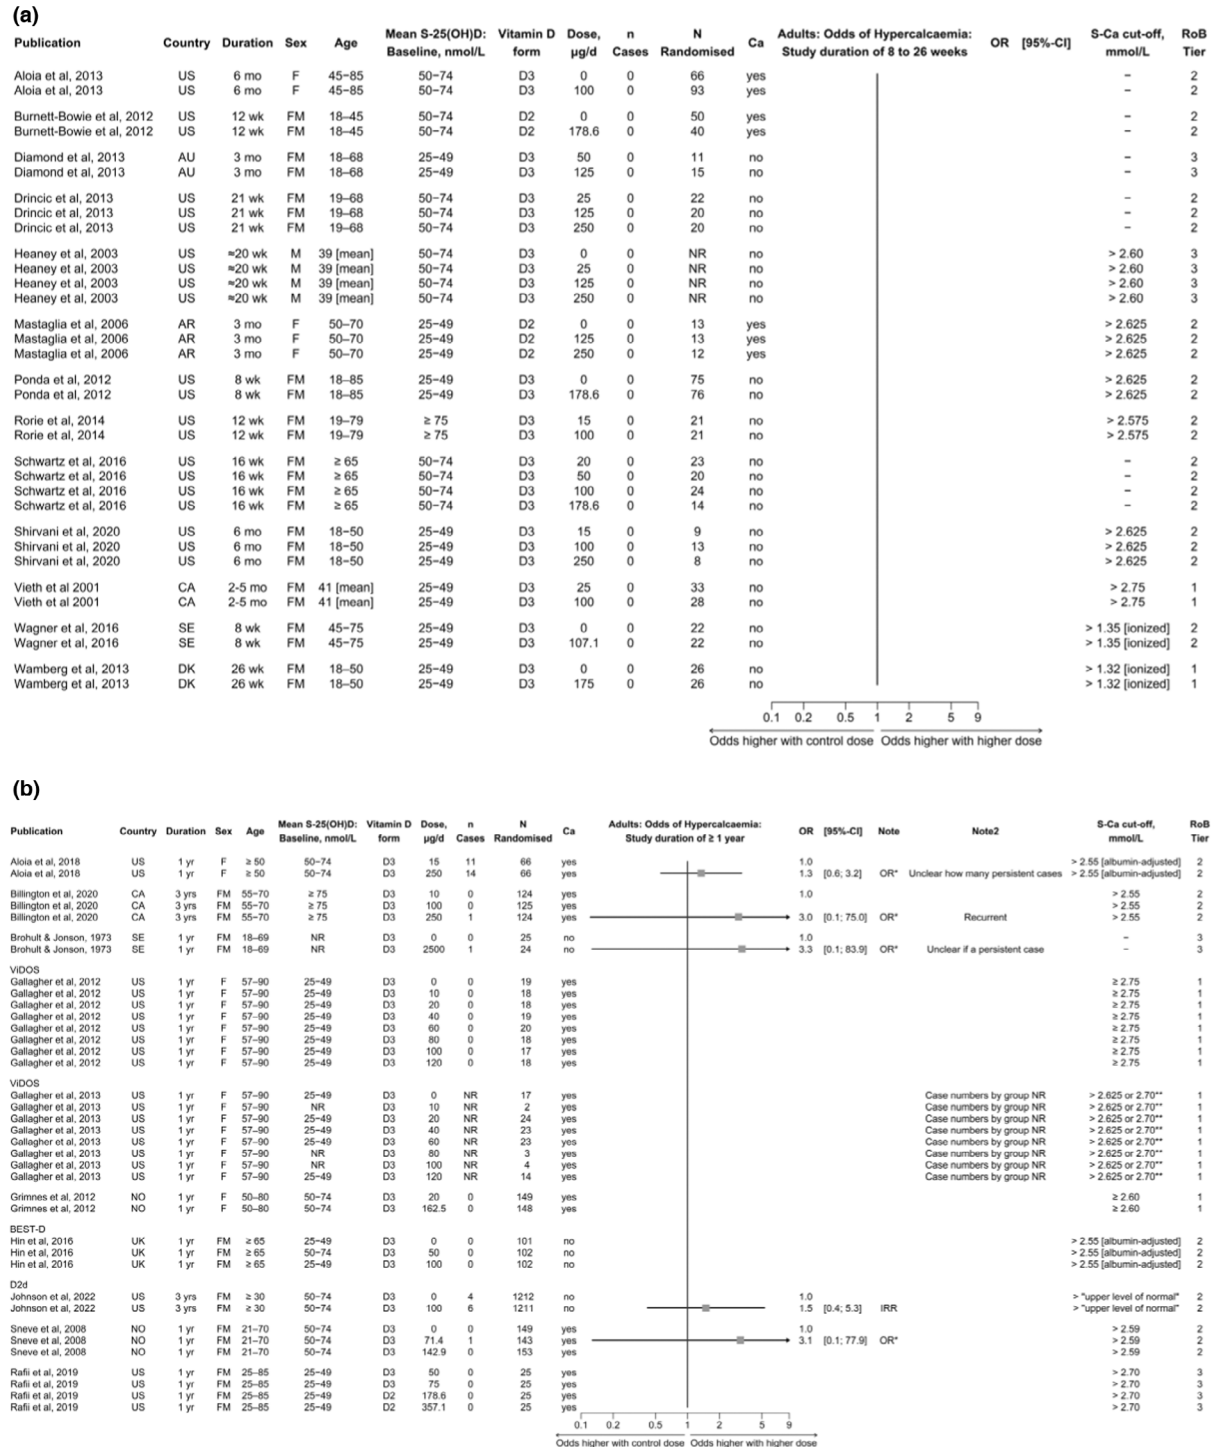 (a)
Publication Country Duration Sex Age Mean S-25(OH)D: Baseline, nmol/L Vitamin D form Dose, µg/d n Cases N Randomised Ca Adults: Odds of Hypercalcaemia: Study duration of 8 to 26 weeks OR [95%-CI] S-Ca cut-off, mmol/L RoB Tier
Aloia et al, 2013 US 6 mo F 45–85 50−74 D3 0 0 66 yes − 2
Aloia et al, 2013 US 6 mo F 45–85 50−74 D3 100 0 93 yes − 2
Burnett-Bowie et al, 2012 US 12 wk FM 18–45 50−74 D2 0 0 50 yes − 2
Burnett-Bowie et al, 2012 US 12 wk FM 18–45 50−74 D2 178.6 0 40 yes − 2
Diamond et al, 2013 AU 3 mo FM 18–68 25−49 D3 50 0 11 no − 3
Diamond et al, 2013 AU 3 mo FM 18–68 25−49 D3 125 0 15 no − 3
Drincic et al, 2013 US 21 wk FM 19–68 50−74 D3 25 0 22 no − 2
Drincic et al, 2013 US 21 wk FM 19–68 50−74 D3 125 0 20 no − 2
Drincic et al, 2013 US 21 wk FM 19–68 50−74 D3 250 0 20 no − 2
Heaney et al, 2003 US ≈20 wk M 39 [mean] 50−74 D3 0 0 NR no > 2.60 3
Heaney et al, 2003 US ≈20 wk M 39 [mean] 50−74 D3 25 0 NR no > 2.60 3
Heaney et al, 2003 US ≈20 wk M 39 [mean] 50−74 D3 125 0 NR no > 2.60 3
Heaney et al, 2003 US ≈20 wk M 39 [mean] 50−74 D3 250 0 NR no > 2.60 3
Mastaglia et al, 2006 AR 3 mo F 50–70 25−49 D2 0 0 13 yes > 2.625 2
Mastaglia et al, 2006 AR 3 mo F 50–70 25−49 D2 125 0 13 yes > 2.625 2
Mastaglia et al, 2006 AR 3 mo F 50–70 25−49 D2 250 0 12 yes > 2.625 2
Ponda et al, 2012 US 8 wk FM 18–85 25−49 D3 0 0 75 no > 2.625 2
Ponda et al, 2012 US 8 wk FM 18–85 25−49 D3 178.6 0 76 no > 2.625 2
Rorie et al, 2014 US 12 wk FM 19–79 ≥ 75 D3 15 0 21 no > 2.575 2
Rorie et al, 2014 US 12 wk FM 19–79 ≥ 75 D3 100 0 21 no > 2.575 2
Schwartz et al, 2016 US 16 wk FM ≥ 65 50−74 D3 20 0 23 no − 2
Schwartz et al, 2016 US 16 wk FM ≥ 65 50−74 D3 50 0 20 no − 2
Schwartz et al, 2016 US 16 wk FM ≥ 65 50−74 D3 100 0 24 no − 2
Schwartz et al, 2016 US 16 wk FM ≥ 65 50−74 D3 178.6 0 14 no − 2
Shirvani et al, 2020 US 6 mo FM 18–50 25−49 D3 15 0 9 no > 2.625 2
Shirvani et al, 2020 US 6 mo FM 18–50 25−49 D3 100 0 13 no > 2.625 2
Shirvani et al, 2020 US 6 mo FM 18–50 25−49 D3 250 0 8 no > 2.625 2
Vieth et al 2001 CA 2-5 mo FM 41 [mean] 25−49 D3 25 0 33 no > 2.75 1
Vieth et al 2001 CA 2-5 mo FM 41 [mean] 25−49 D3 100 0 28 no > 2.75 1
Wagner et al, 2016 SE 8 wk FM 45–75 25−49 D3 0 0 22 no > 1.35 [ionized] 2
Wagner et al, 2016 SE 8 wk FM 45–75 25−49 D3 107.1 0 22 no > 1.35 [ionized] 2
Wamberg et al, 2013 DK 26 wk FM 18–50 25−49 D3 0 0 26 no > 1.32 [ionized] 1
Wamberg et al, 2013 DK 26 wk FM 18–50 25−49 D3 175 0 26 no > 1.32 [ionized] 1
0.1 0.2 0.5 1 2 5 9
Odds higher with control dose Odds higher with higher dose
(b)
Publication Country Duration Sex Age Mean S-25(OH)D: Baseline, nmol/L Vitamin D form Dose, µg/d n Cases N Randomised Ca Adults: Odds of Hypercalcaemia: Study duration of ≥ 1 year OR [95%-CI] Note Note2 S-Ca cut-off, mmol/L RoB Tier
Aloia et al, 2018 US 1 yr F ≥ 50 50−74 D3 15 11 66 yes 1.0 > 2.55 [albumin-adjusted] 2
Aloia et al, 2018 US 1 yr F ≥ 50 50−74 D3 250 14 66 yes 1.3 [0.6; 3.2] OR* Unclear how many persistent cases > 2.55 [albumin-adjusted] 2
Billington et al, 2020 CA 3 yrs FM 55–70 ≥ 75 D3 10 0 124 yes 1.0 > 2.55 2
Billington et al, 2020 CA 3 yrs FM 55–70 ≥ 75 D3 100 0 125 yes > 2.55 2
Billington et al, 2020 CA 3 yrs FM 55–70 ≥ 75 D3 250 1 124 yes 3.0 [0.1; 75.0] OR* Recurrent > 2.55 2
Brohult & Jonson, 1973 SE 1 yr FM 18–69 NR D3 0 0 25 no 1.0 − 3
Brohult & Jonson, 1973 SE 1 yr FM 18–69 NR D3 2500 1 24 no 3.3 [0.1; 83.9] OR* Unclear if a persistent case − 3
ViDOS
Gallagher et al, 2012 US 1 yr F 57–90 25−49 D3 0 0 19 yes ≥ 2.75 1
Gallagher et al, 2012 US 1 yr F 57–90 25−49 D3 10 0 18 yes ≥ 2.75 1
Gallagher et al, 2012 US 1 yr F 57–90 25−49 D3 20 0 18 yes ≥ 2.75 1
Gallagher et al, 2012 US 1 yr F 57–90 25−49 D3 40 0 19 yes ≥ 2.75 1
Gallagher et al, 2012 US 1 yr F 57–90 25−49 D3 60 0 20 yes ≥ 2.75 1
Gallagher et al, 2012 US 1 yr F 57–90 25−49 D3 80 0 18 yes ≥ 2.75 1
Gallagher et al, 2012 US 1 yr F 57–90 25−49 D3 100 0 17 yes ≥ 2.75 1
Gallagher et al, 2012 US 1 yr F 57–90 25−49 D3 120 0 18 yes ≥ 2.75 1
ViDOS
Gallagher et al, 2013 US 1 yr F 57–90 25−49 D3 0 NR 17 yes Case numbers by group NR > 2.625 or 2.70** 1
Gallagher et al, 2013 US 1 yr F 57–90 NR D3 10 NR 2 yes Case numbers by group NR > 2.625 or 2.70** 1
Gallagher et al, 2013 US 1 yr F 57–90 25−49 D3 20 NR 24 yes Case numbers by group NR > 2.625 or 2.70** 1
Gallagher et al, 2013 US 1 yr F 57–90 25−49 D3 40 NR 23 yes Case numbers by group NR > 2.625 or 2.70** 1
Gallagher et al, 2013 US 1 yr F 57–90 25−49 D3 60 NR 23 yes Case numbers by group NR > 2.625 or 2.70** 1
Gallagher et al, 2013 US 1 yr F 57–90 NR D3 80 NR 3 yes Case numbers by group NR > 2.625 or 2.70** 1
Gallagher et al, 2013 US 1 yr F 57–90 NR D3 100 NR 4 yes Case numbers by group NR > 2.625 or 2.70** 1
Gallagher et al, 2013 US 1 yr F 57–90 25−49 D3 120 NR 14 yes Case numbers by group NR > 2.625 or 2.70** 1
Grimnes et al, 2012 NO 1 yr F 50–80 50−74 D3 20 0 149 yes ≥ 2.60 1
Grimnes et al, 2012 NO 1 yr F 50–80 50−74 D3 162.5 0 148 yes ≥ 2.60 1
BEST-D
Hin et al, 2016 UK 1 yr FM ≥ 65 25−49 D3 0 0 101 no > 2.55 [albumin-adjusted] 2
Hin et al, 2016 UK 1 yr FM ≥ 65 50−74 D3 50 0 102 no > 2.55 [albumin-adjusted] 2
Hin et al, 2016 UK 1 yr FM ≥ 65 25−49 D3 100 0 102 no > 2.55 [albumin-adjusted] 2
D2d
Johnson et al, 2022 US 3 yrs FM ≥ 30 50−74 D3 0 4 1212 no 1.0 > "upper level of normal" 2
Johnson et al, 2022 US 3 yrs FM ≥ 30 50−74 D3 100 6 1211 no 1.5 [0.4; 5.3] IRR > "upper level of normal" 2
Sneve et al, 2008 NO 1 yr FM 21–70 50−74 D3 0 0 149 yes 1.0 > 2.59 2
Sneve et al, 2008 NO 1 yr FM 21–70 50−74 D3 71.4 1 143 yes 3.1 [0.1; 77.9] OR* > 2.59 2
Sneve et al, 2008 NO 1 yr FM 21–70 50−74 D3 142.9 0 153 yes > 2.59 2
Rafii et al, 2019 US 1 yr FM 25–85 25−49 D3 50 0 25 yes > 2.70 3
Rafii et al, 2019 US 1 yr FM 25–85 25−49 D3 75 0 25 yes > 2.70 3
Rafii et al, 2019 US 1 yr FM 25–85 25−49 D2 178.6 0 25 yes > 2.70 3
Rafii et al, 2019 US 1 yr FM 25–85 25−49 D2 357.1 0 25 yes > 2.70 3
0.1 0.2 0.5 1 2 5 9
Odds higher with control dose Odds higher with higher dose